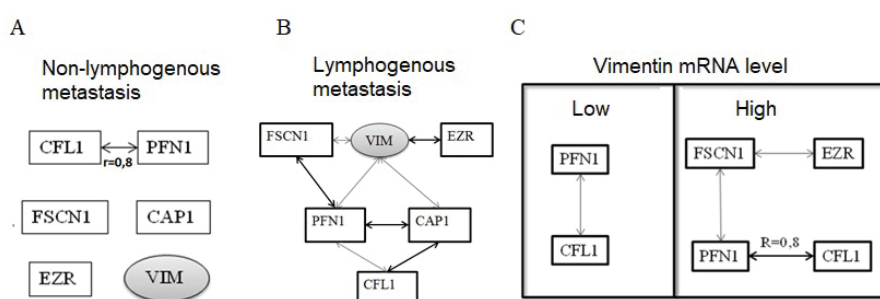 A
Non-lymphogenous
metastasis
CFL1
PFN1
r=0,8
FSCN1
CAP1
EZR
VIM
B
Lymphogenous
metastasis
FSCN1
VIM
EZR
PFN1
CAP1
CFL1
C
Vimentin mRNA level
Low
High
PFN1
CFL1
FSCN1
EZR
R=0,8
PFN1
CFL1